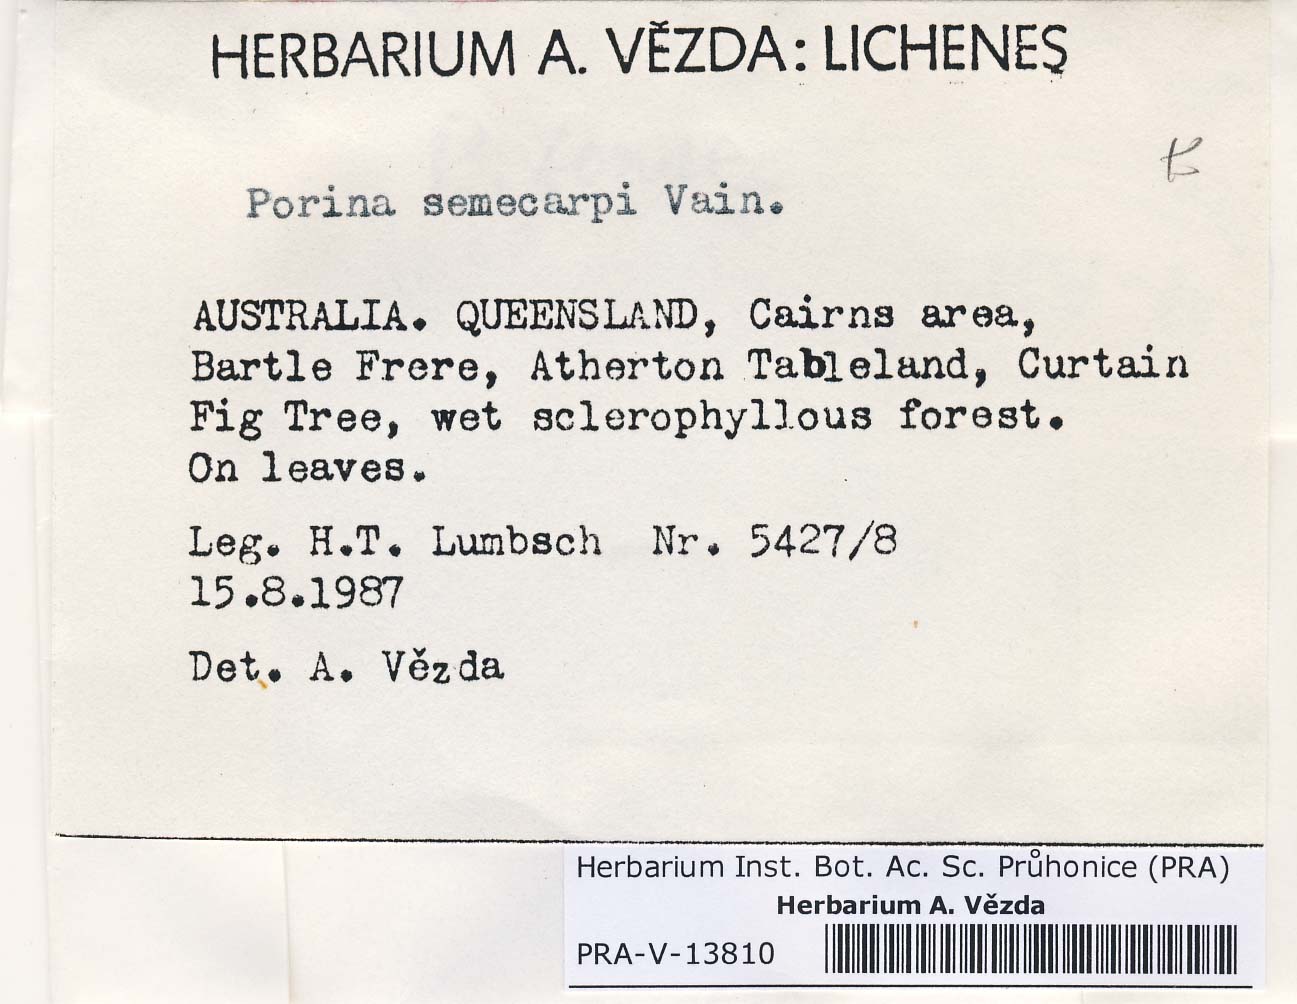 HERBARIUM A. VĚZDA: LICHENES
Porina semecarpi Vain.
AUSTRALIA. QUEENSLAND, Cairns area,
Bartle Frere, Atherton Tableland, Curtain
Fig Tree, wet sclerophyllous forest.
On leaves.
Leg. H.T. Lumbsch Nr. 5427/8
15.8.1987
Det. A. Vězda
Herbarium Inst. Bot. Ac. Sc. Průhonice (PRA)
Herbarium A. Vězda
PRA-V-13810